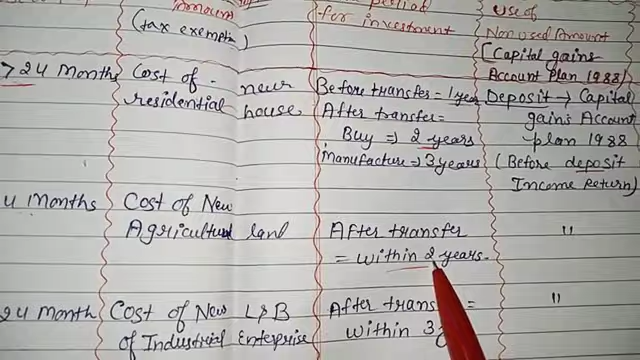 Amount
(tax exempt)
period
for investment
Use of
Non used Amount
[Capital gains
Account Plan 1988]
> 24 Months
Cost of - new
residential house
Before transfer = 1 year
After transfer =
Buy => 2 years
Manufacture => 3 years
Deposit → Capital
gains Account
plan 1988
(Before deposit
Income Return)
4 Months
Cost of New
Agricultural land
After transfer
= within 2 years.
"
24 Month
Cost of New L&B
of Industrial Enterprise
After trans =
within 3
"